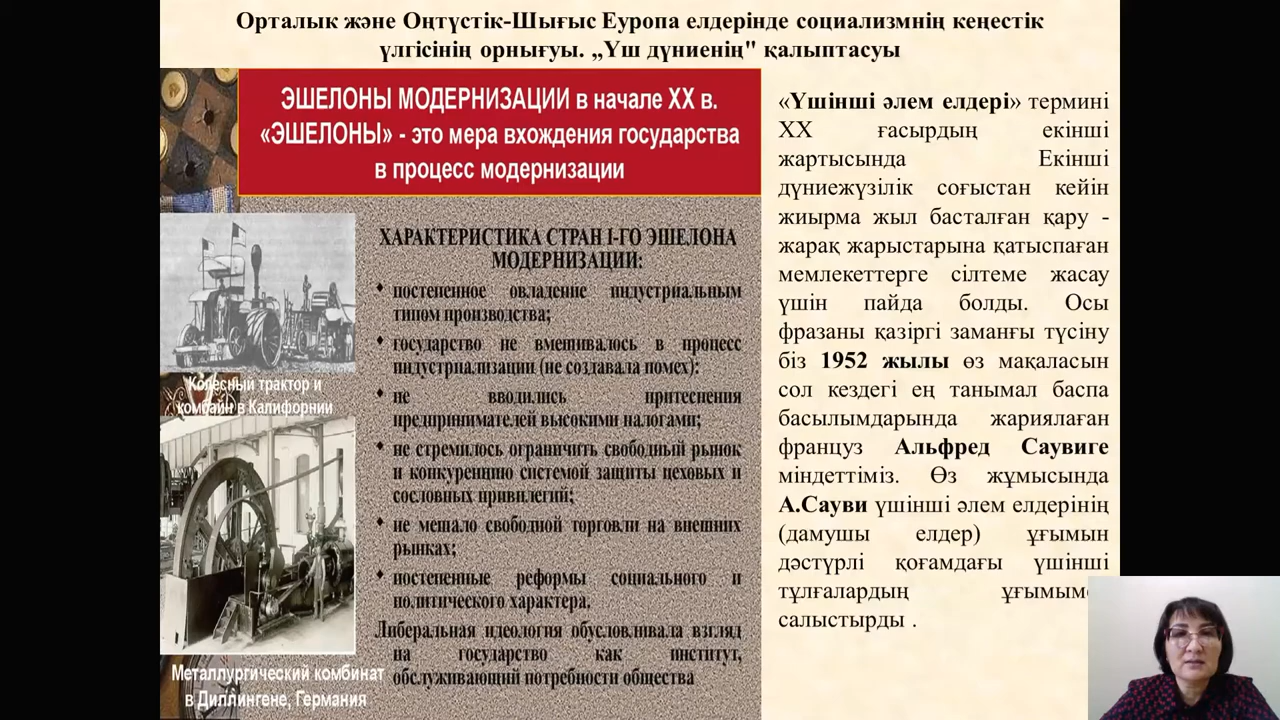 Орталык және Оңтүстік-Шығыс Еуропа елдерінде социализмнің кеңестік
үлгісінің орнығуы. „Үш дүниенің" қалыптасуы
ЭШЕЛОНЫ МОДЕРНИЗАЦИИ в начале XX в.
«ЭШЕЛОНЫ» - это мера вхождения государства
в процесс модернизации
Колесный трактор и
комбайн в Калифорнии
Металлургический комбинат
в Диллингене, Германия
ХАРАКТЕРИСТИКА СТРАН I-ГО ЭШЕЛОНА
МОДЕРНИЗАЦИИ:
постепенное овладение индустриальным
типом производства;
государство не вмешивалось в процесс
индустриализации (не создавала помех);
не вводились притеснения
предпринимателей высокими налогами;
не стремилось ограничить свободный рынок
и конкуренцию системой защиты цеховых и
сословных привилегий;
не мешало свободной торговли на внешних
рынках;
постепенные реформы социального и
политического характера.
Либеральная идеология обусловливала взгляд
на государство как институт,
обслуживающий потребности общества
«Үшінші әлем елдері» термині
XX ғасырдың екінші
жартысында Екінші
дүниежүзілік соғыстан кейін
жиырма жыл басталған қару -
жарақ жарыстарына қатыспаған
мемлекеттерге сілтеме жасау
үшін пайда болды. Осы
фразаны қазіргі заманғы түсіну
біз 1952 жылы өз мақаласын
сол кездегі ең танымал баспа
басылымдарында жариялаған
француз Альфред Саувиге
міндеттіміз. Өз жұмысында
А.Сауви үшінші әлем елдерінің
(дамушы елдер) ұғымын
дәстүрлі қоғамдағы үшінші
тұлғалардың
салыстырды .